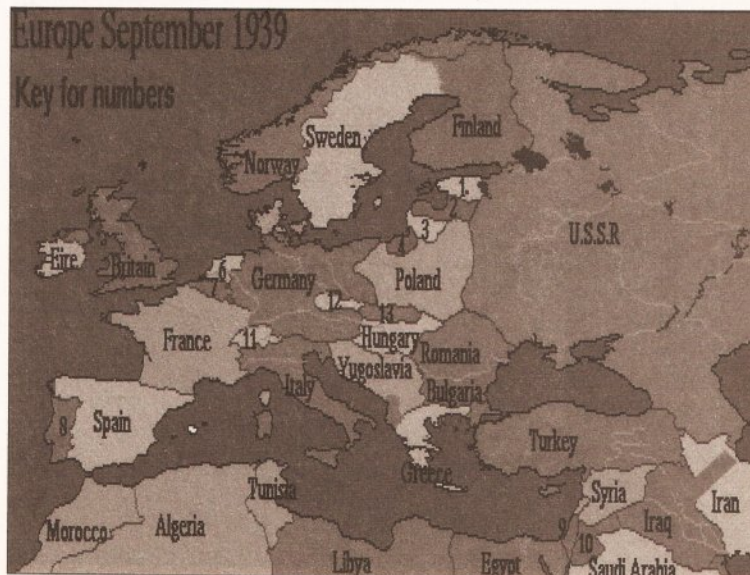 Europe September 1939
Key for numbers
Sweden
Finland
Norway
1
2
3
4
U.S.S.R
Eire
Britain
6
7
Germany
Poland
12
13
France
11
Hungary
Romania
Yugoslavia
Italy
Bulgaria
8
Spain
Turkey
Greece
Tunisia
Syria
Iran
Morocco
Algeria
9
10
Iraq
Libya
Egypt
Saudi Arabia